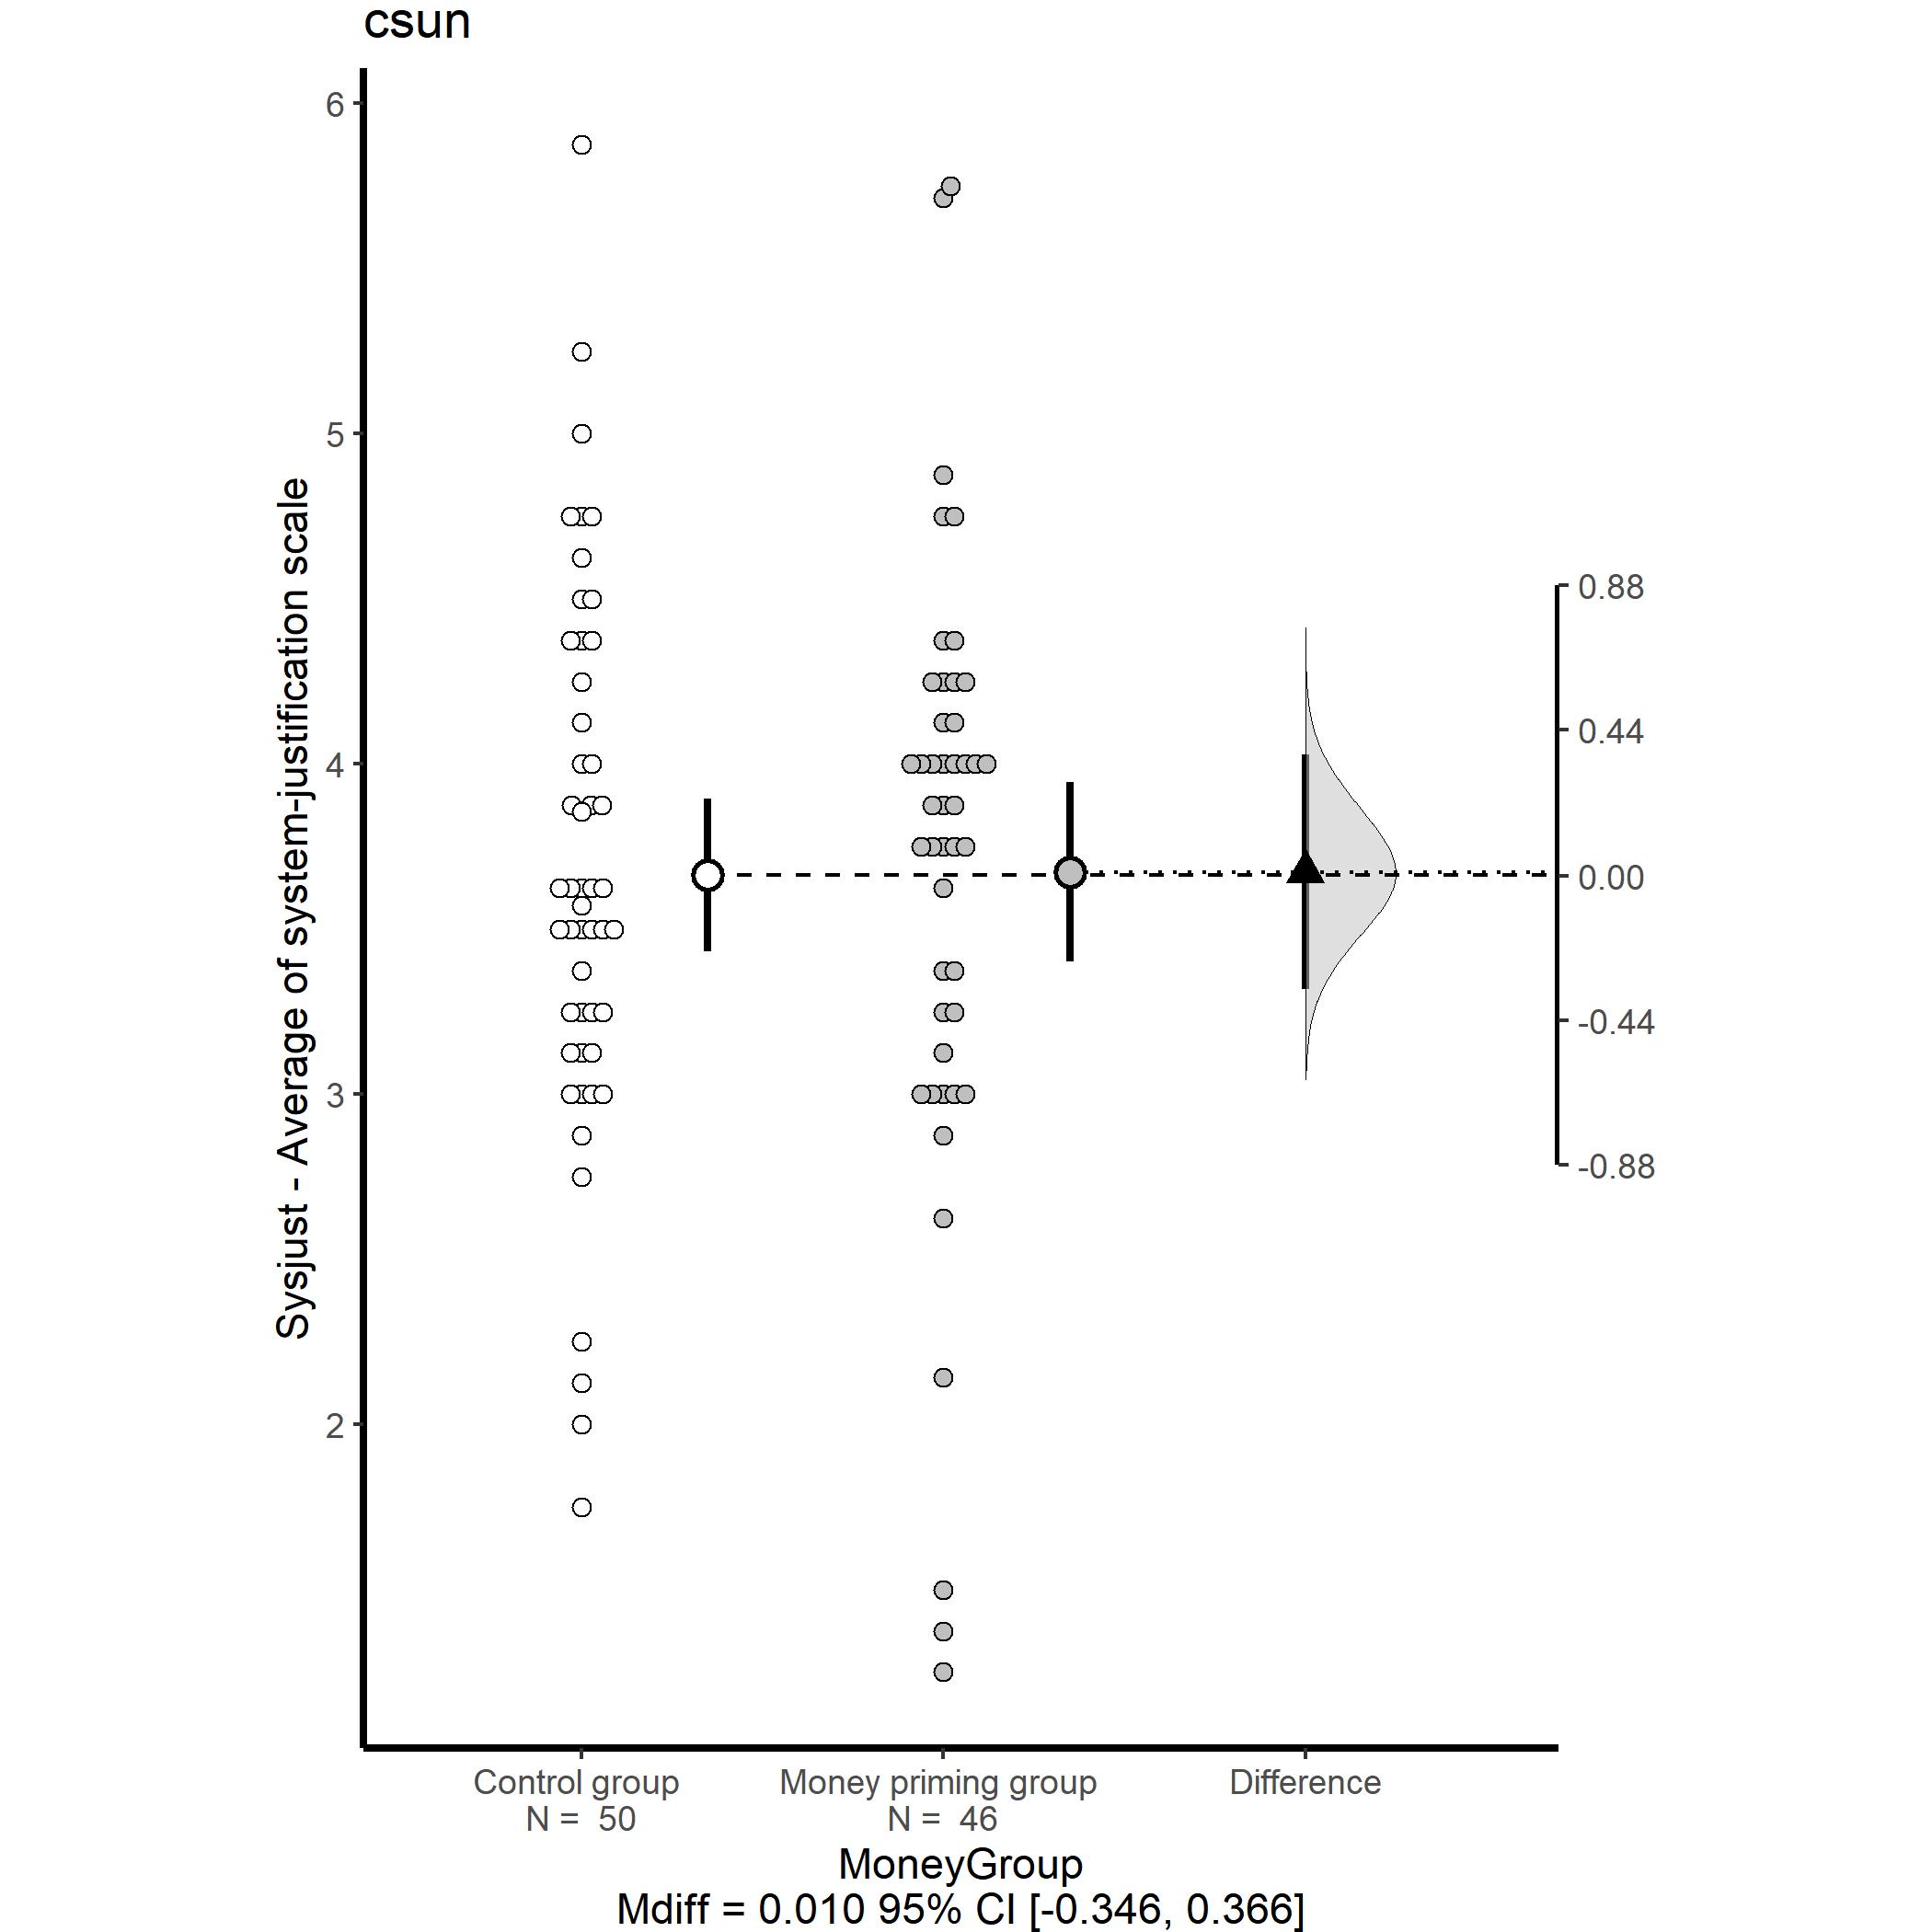 csun
6
5
4
3
2
Sysjust - Average of system-justification scale
0.88
0.44
0.00
-0.44
-0.88
Control group
N =  50
Money priming group
N =  46
Difference
MoneyGroup
Mdiff = 0.010 95% CI [-0.346, 0.366]